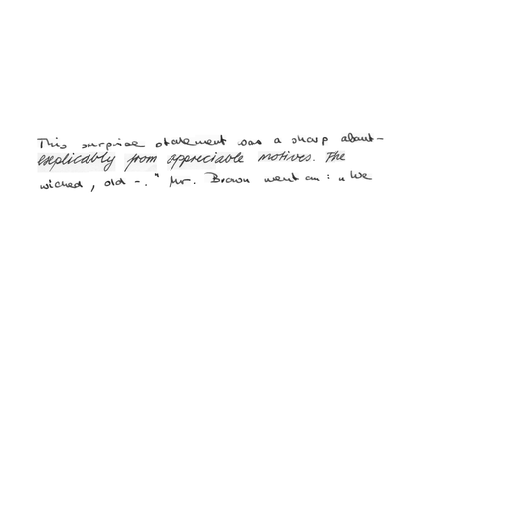 This surprise statement was a sharp about-
explicably from appreciable motives. The
wicked, old -." Mr. Brown went on: "We